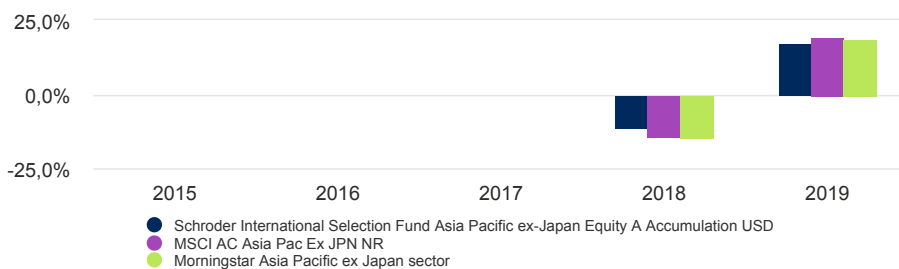 25,0%
0,0%
-25,0%
2015 2016 2017 2018 2019
Schroder International Selection Fund Asia Pacific ex-Japan Equity A Accumulation USD
MSCI AC Asia Pac Ex JPN NR
Morningstar Asia Pacific ex Japan sector